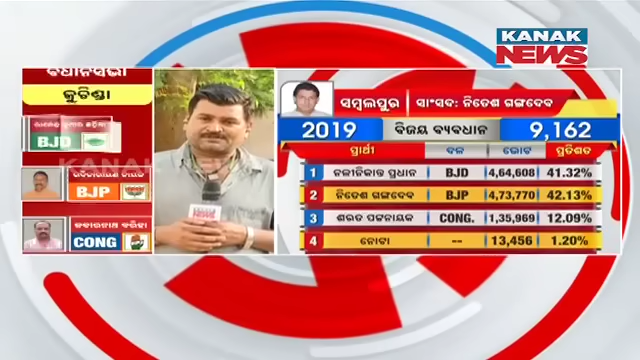 KANAK
NEWS
ବିଧାନସଭା
କୁଚିଣ୍ଡା
BJD
BJP
CONG
KANAK
NEWS
ସମ୍ବଲପୁର | ସାଂସଦ: ନିତେଶ ଗଙ୍ଗଦେବ
2019 ବିଜୟ ବ୍ୟବଧାନ 9,162
ପ୍ରାର୍ଥୀ ଦଳ ଭୋଟ ପ୍ରତିଶତ
1 ନଳୀନିକାନ୍ତ ପ୍ରଧାନ BJD 4,64,608 41.32%
2 ନିତେଶ ଗଙ୍ଗଦେବ BJP 4,73,770 42.13%
3 ଶରତ ପଟ୍ଟନାୟକ CONG. 1,35,969 12.09%
4 ନୋଟା -- 13,456 1.20%